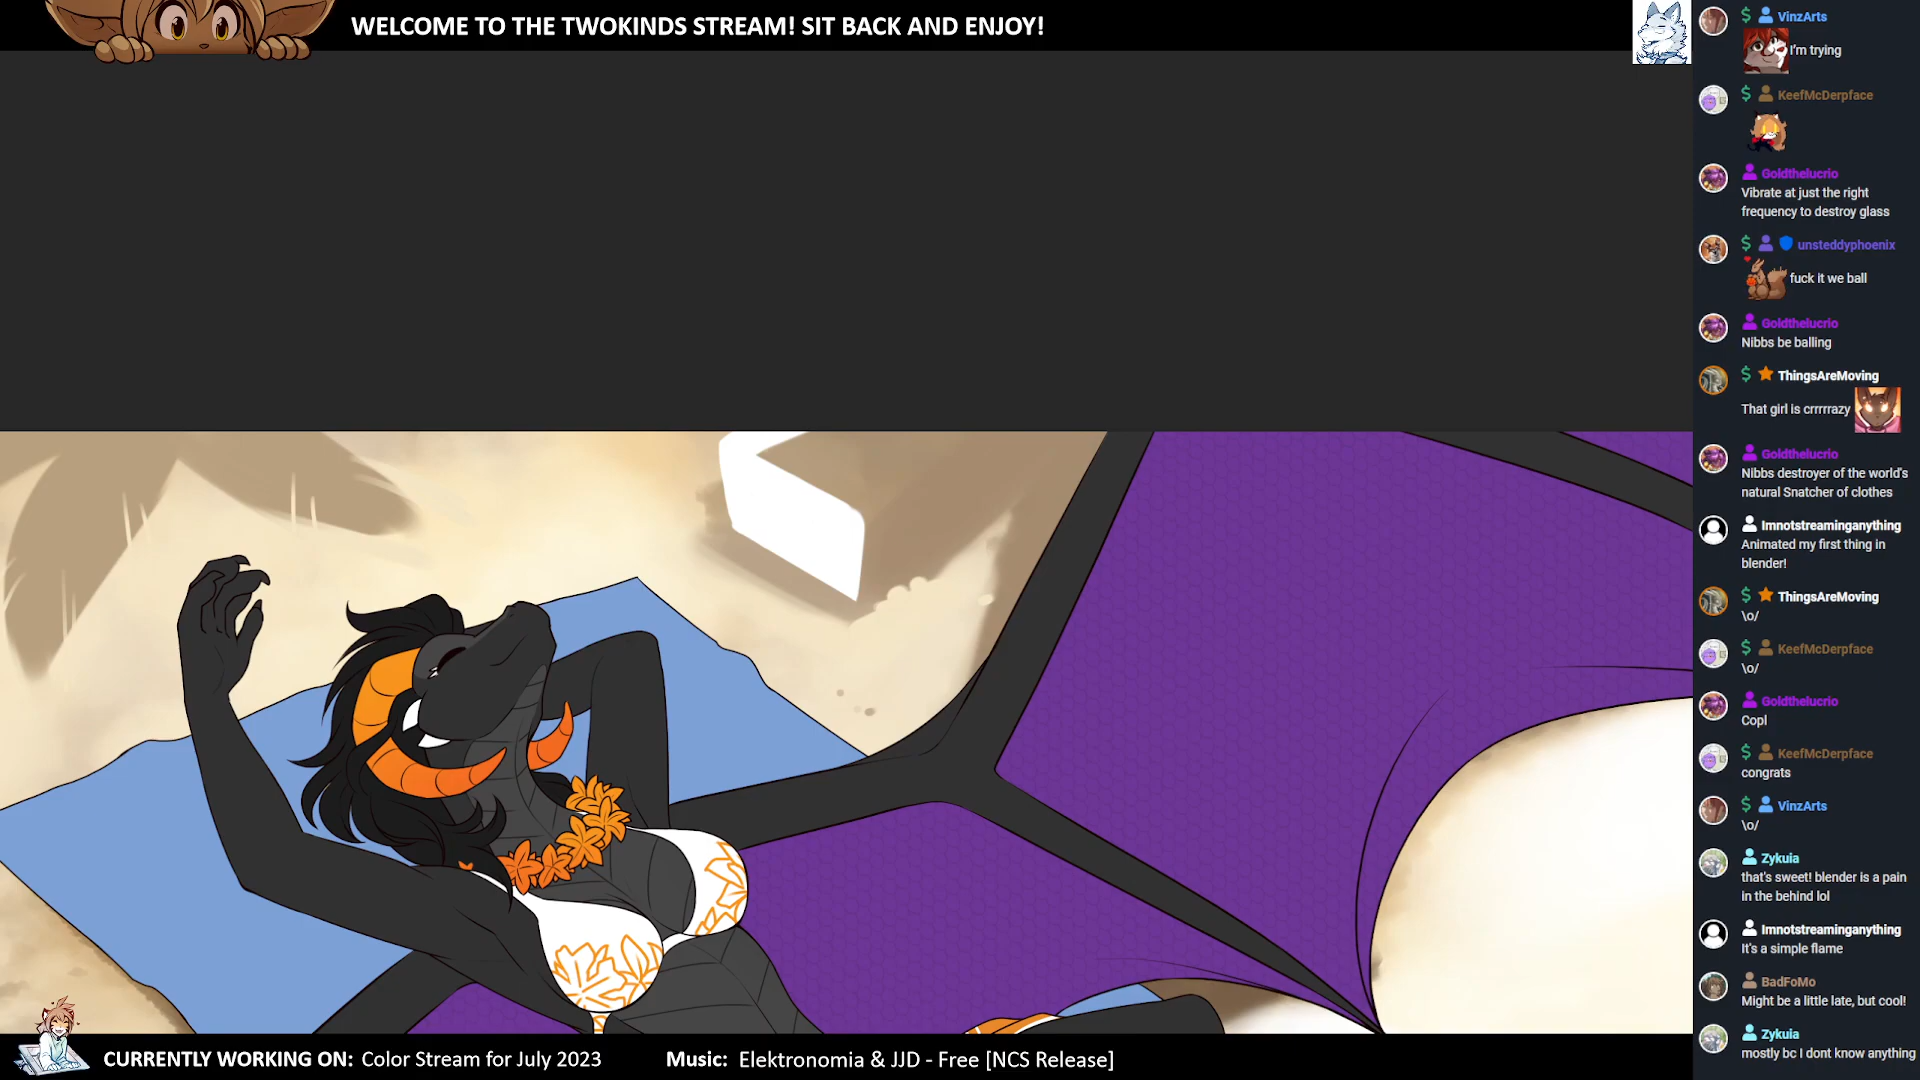 WELCOME TO THE TWOKINDS STREAM! SIT BACK AND ENJOY!
VinzArts
I'm trying
KeefMcDerpface
Goldthelucrio
Vibrate at just the right
frequency to destroy glass
unsteddyphoenix
fuck it we ball
Goldthelucrio
Nibbs be balling
ThingsAreMoving
That girl is crrrrrazy
Goldthelucrio
Nibbs destroyer of the world's
natural Snatcher of clothes
Imnotstreaminganything
Animated my first thing in
blender!
ThingsAreMoving
\o/
KeefMcDerpface
\o/
Goldthelucrio
Copl
KeefMcDerpface
congrats
VinzArts
\o/
Zykuia
that's sweet! blender is a pain
in the behind lol
Imnotstreaminganything
It's a simple flame
BadFoMo
Might be a little late, but cool!
Zykuia
mostly bc I dont know anything
CURRENTLY WORKING ON: Color Stream for July 2023
Music: Elektronomia & JJD - Free [NCS Release]